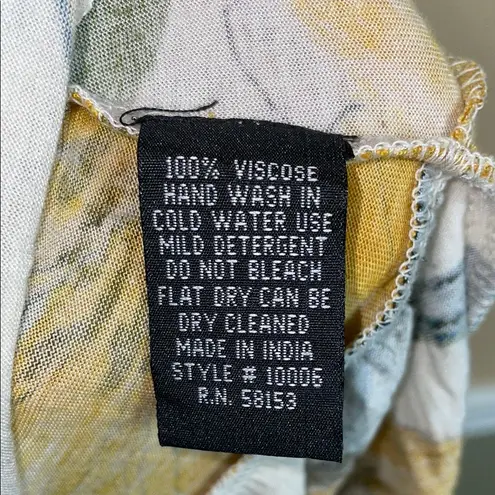 100% VISCOSE
HAND WASH IN
COLD WATER USE
MILD DETERGENT
DO NOT BLEACH
FLAT DRY CAN BE
DRY CLEANED
MADE IN INDIA
STYLE # 10006
R.N. 58153